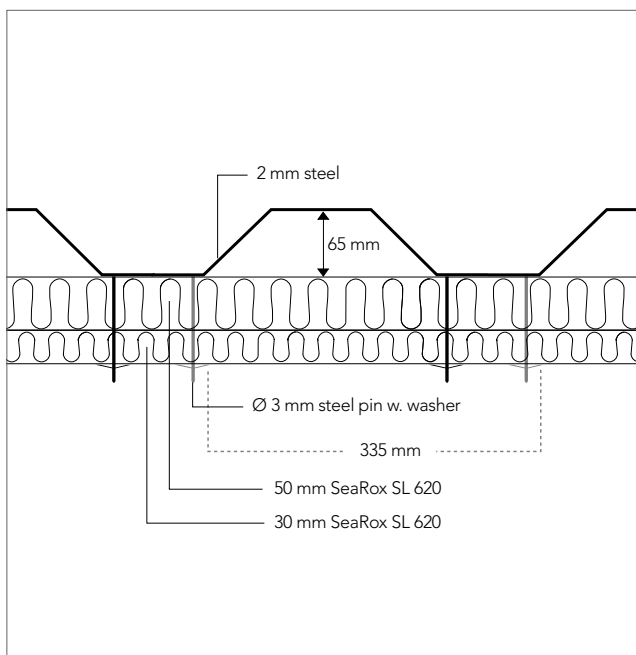 2 mm steel
65 mm
Ø 3 mm steel pin w. washer
335 mm
50 mm SeaRox SL 620
30 mm SeaRox SL 620